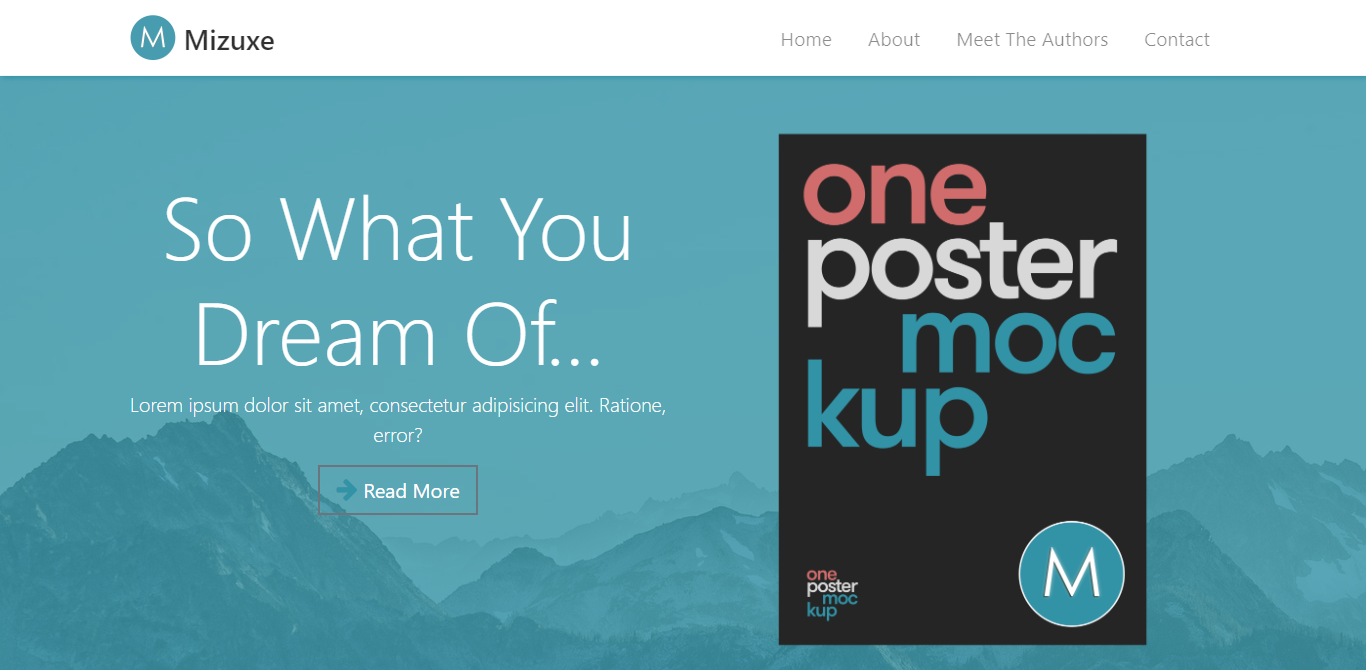 M Mizuxe
Home About Meet The Authors Contact
So What You
Dream Of...
Lorem ipsum dolor sit amet, consectetur adipisicing elit. Ratione,
error?
Read More
one
poster
moc
kup
one
poster
moc
kup
M